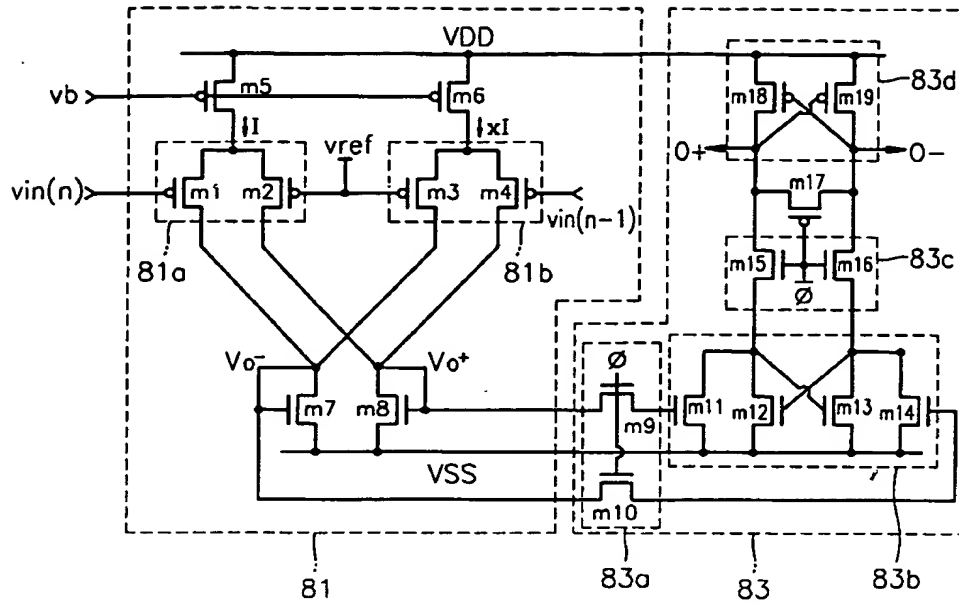 VDD
vb
m5
m6
m18
m19
83d
I
xI
vref
O+
O-
vin(n)
m1
m2
m3
m4
vin(n-1)
m17
81a
81b
m15
m16
83c
Ø
Vo-
Vo+
Ø
m7
m8
m9
m11
m12
m13
m14
VSS
m10
81
83a
83
83b